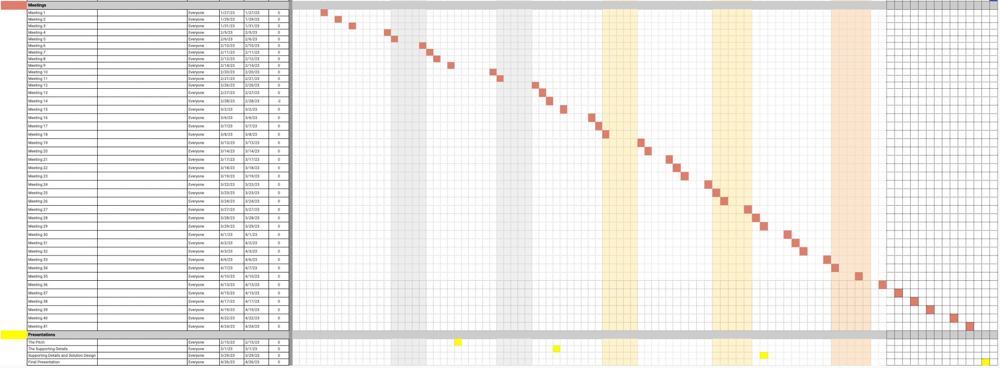 Meetings
Meeting 1 Everyone 1/27/23 1/27/23 0
Meeting 2 Everyone 1/29/23 1/29/23 0
Meeting 3 Everyone 1/31/23 1/31/23 0
Meeting 4 Everyone 2/5/23 2/5/23 0
Meeting 5 Everyone 2/6/23 2/6/23 0
Meeting 6 Everyone 2/10/23 2/10/23 0
Meeting 7 Everyone 2/11/23 2/11/23 0
Meeting 8 Everyone 2/12/23 2/12/23 0
Meeting 9 Everyone 2/14/23 2/14/23 0
Meeting 10 Everyone 2/20/23 2/20/23 0
Meeting 11 Everyone 2/21/23 2/21/23 0
Meeting 12 Everyone 2/26/23 2/26/23 0
Meeting 13 Everyone 2/27/23 2/27/23 0
Meeting 14 Everyone 2/28/23 2/28/23 -2
Meeting 15 Everyone 3/2/23 3/2/23 0
Meeting 16 Everyone 3/6/23 3/6/23 0
Meeting 17 Everyone 3/7/23 3/7/23 0
Meeting 18 Everyone 3/8/23 3/8/23 0
Meeting 19 Everyone 3/13/23 3/13/23 0
Meeting 20 Everyone 3/14/23 3/14/23 0
Meeting 21 Everyone 3/17/23 3/17/23 0
Meeting 22 Everyone 3/18/23 3/18/23 0
Meeting 23 Everyone 3/19/23 3/19/23 0
Meeting 24 Everyone 3/22/23 3/22/23 0
Meeting 25 Everyone 3/23/23 3/23/23 0
Meeting 26 Everyone 3/24/23 3/24/23 0
Meeting 27 Everyone 3/27/23 3/27/23 0
Meeting 28 Everyone 3/28/23 3/28/23 0
Meeting 29 Everyone 3/29/23 3/29/23 0
Meeting 30 Everyone 4/1/23 4/1/23 0
Meeting 31 Everyone 4/2/23 4/2/23 0
Meeting 32 Everyone 4/3/23 4/3/23 0
Meeting 33 Everyone 4/6/23 4/6/23 0
Meeting 34 Everyone 4/7/23 4/7/23 0
Meeting 35 Everyone 4/10/23 4/10/23 0
Meeting 36 Everyone 4/13/23 4/13/23 0
Meeting 37 Everyone 4/15/23 4/15/23 0
Meeting 38 Everyone 4/17/23 4/17/23 0
Meeting 39 Everyone 4/19/23 4/19/23 0
Meeting 40 Everyone 4/22/23 4/22/23 0
Meeting 41 Everyone 4/24/23 4/24/23 0
Presentations
The Pitch Everyone 2/15/23 2/15/23 0
The Supporting Details Everyone 3/1/23 3/1/23 0
Supporting Details and Solution Design Everyone 3/29/23 3/29/23 0
Final Presentation Everyone 4/26/23 4/26/23 0